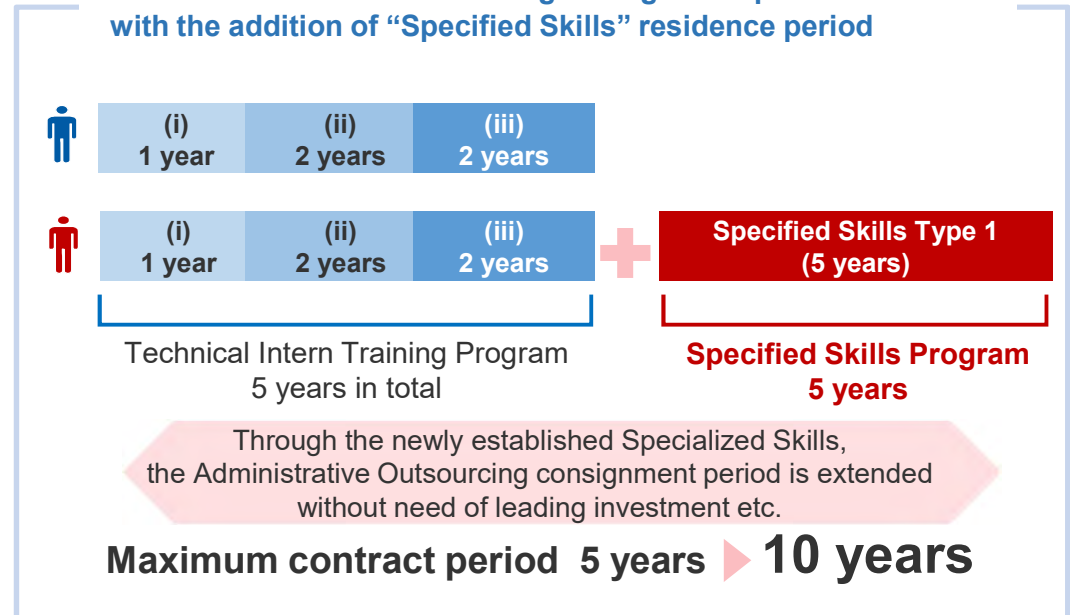 with the addition of “Specified Skills” residence period
(i)
1 year
(ii)
2 years
(iii)
2 years
(i)
1 year
(ii)
2 years
(iii)
2 years
Specified Skills Type 1
(5 years)
Technical Intern Training Program
5 years in total
Specified Skills Program
5 years
Through the newly established Specialized Skills,
the Administrative Outsourcing consignment period is extended
without need of leading investment etc.
Maximum contract period 5 years 10 years